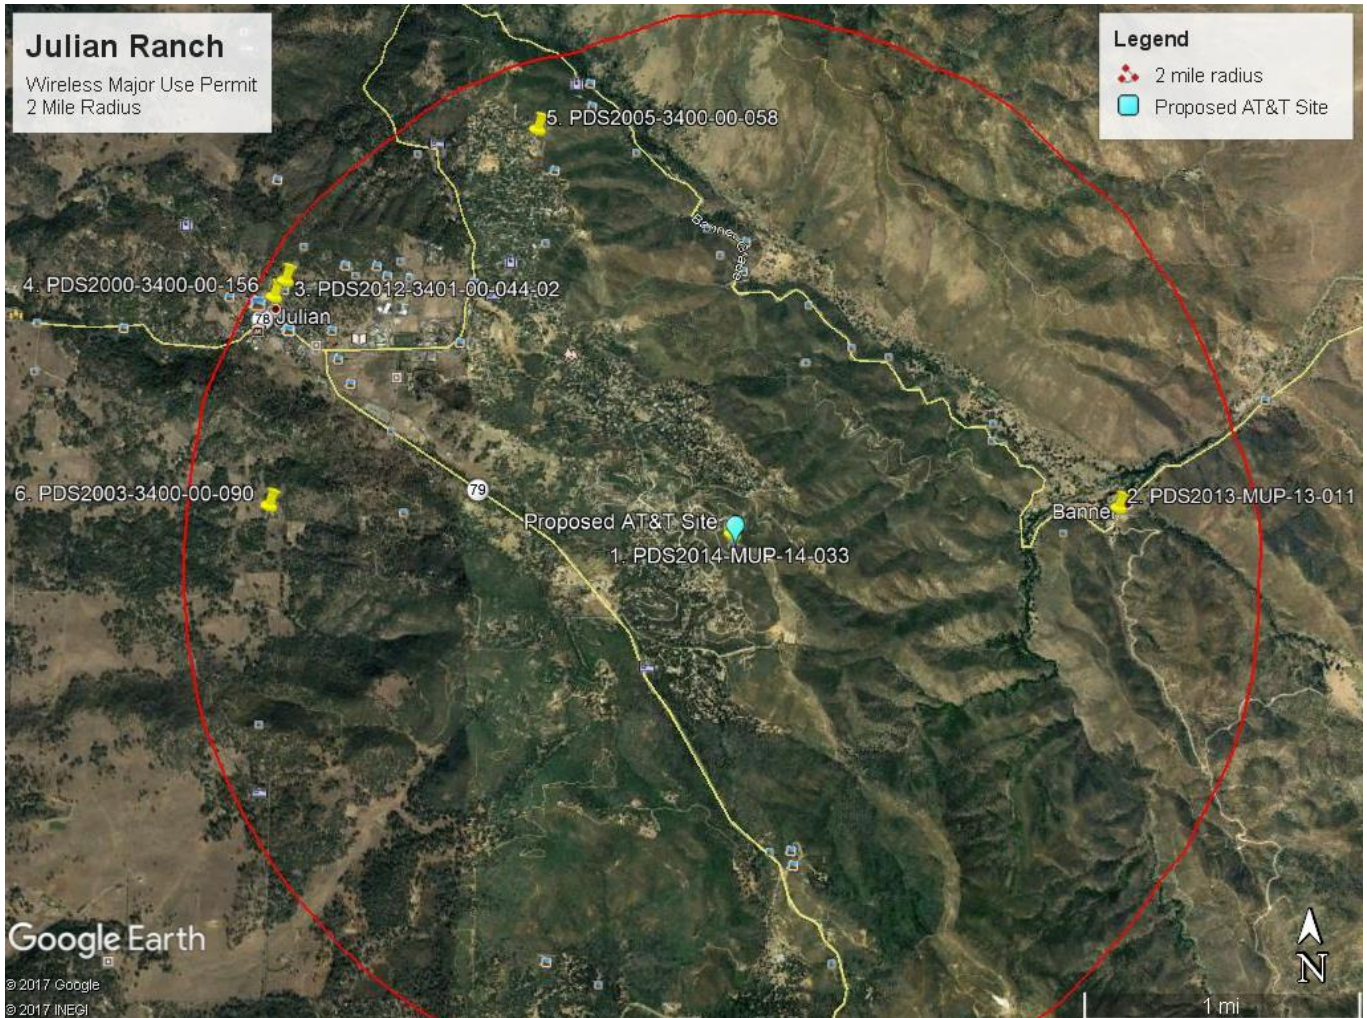 Julian Ranch
Wireless Major Use Permit
2 Mile Radius
Legend
2 mile radius
Proposed AT&T Site
5. PDS2005-3400-00-058
Banner Grade
4. PDS2000-3400-00-156
3. PDS2012-3401-00-044-02
78
Julian
79
6. PDS2003-3400-00-090
2. PDS2013-MUP-13-011
Banner
Proposed AT&T Site
1. PDS2014-MUP-14-033
Google Earth
© 2017 Google
© 2017 INEGI
N
1 mi